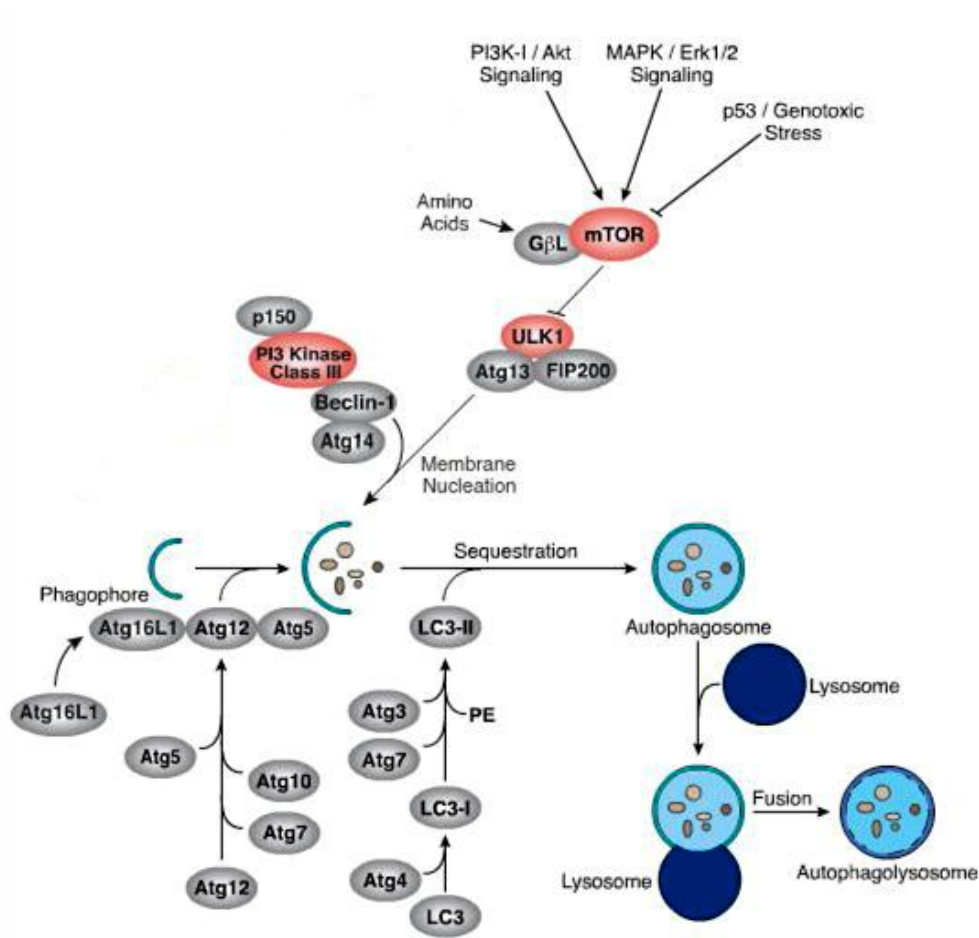 PI3K-I / Akt
Signaling
MAPK / Erk1/2
Signaling
p53 / Genotoxic
Stress
Amino
Acids
GβL
mTOR
p150
PI3 Kinase
Class III
Beclin-1
Atg14
ULK1
Atg13
FIP200
Membrane
Nucleation
Sequestration
Phagophore
Atg16L1
Atg12
Atg5
LC3-II
Autophagosome
Atg16L1
Atg3
PE
Lysosome
Atg5
Atg7
Atg10
LC3-I
Fusion
Atg7
Atg12
Atg4
LC3
Lysosome
Autophagolysosome